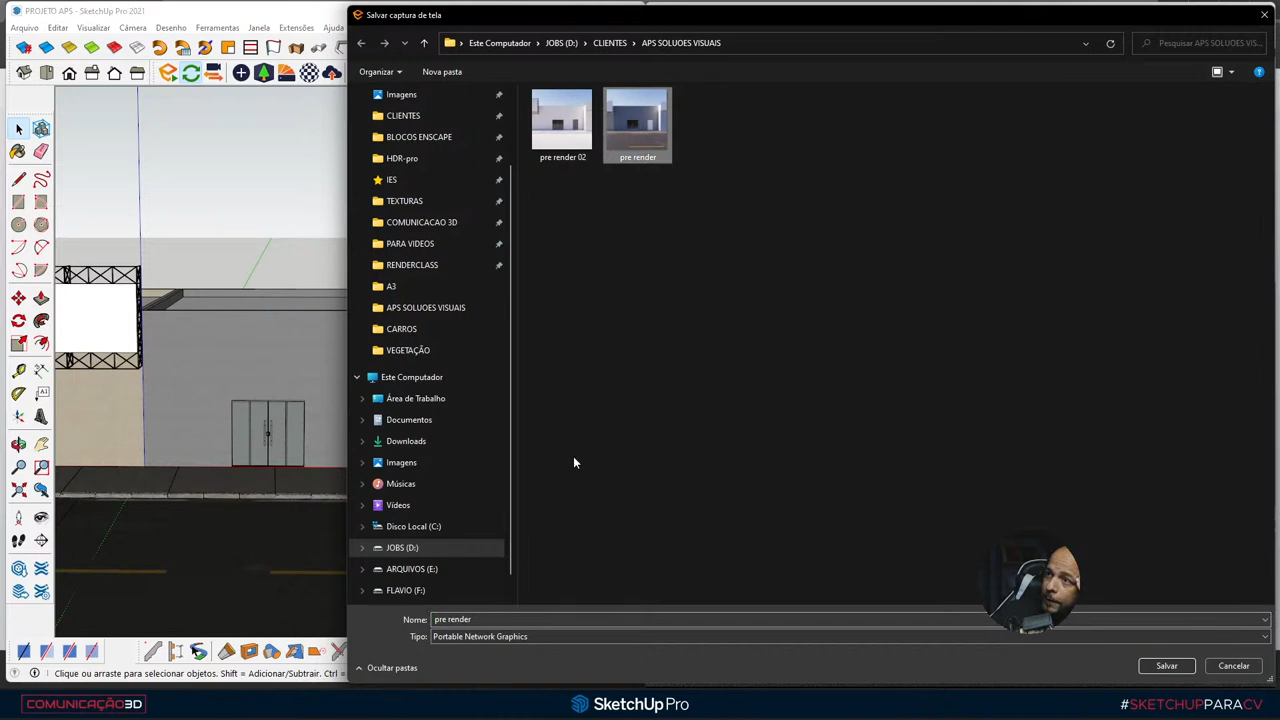 PROJETO APS - SketchUp Pro 2021
Arquivo Editar Visualizar Câmera Desenho Ferramentas Janela Extensões Ajuda
Salvar captura de tela
Este Computador > JOBS (D:) > CLIENTES > APS SOLUOES VISUAIS
Pesquisar APS SOLUOES VIS...
Organizar
Nova pasta
Imagens
CLIENTES
BLOCOS ENSCAPE
HDR-pro
IES
TEXTURAS
COMUNICACAO 3D
PARA VIDEOS
RENDERCLASS
A3
APS SOLUOES VISUAIS
CARROS
VEGETAÇÃO
Este Computador
Área de Trabalho
Documentos
Downloads
Imagens
Músicas
Vídeos
Disco Local (C:)
JOBS (D:)
ARQUIVOS (E:)
FLAVIO (F:)
pre render 02
pre render
Nome: pre render
Tipo: Portable Network Graphics
Ocultar pastas
Salvar
Cancelar
Clique ou arraste para selecionar objetos. Shift = Adicionar/Subtrair. Ctrl =
COMUNICAÇÃO3D
SketchUp Pro
#SKETCHUPPARACV